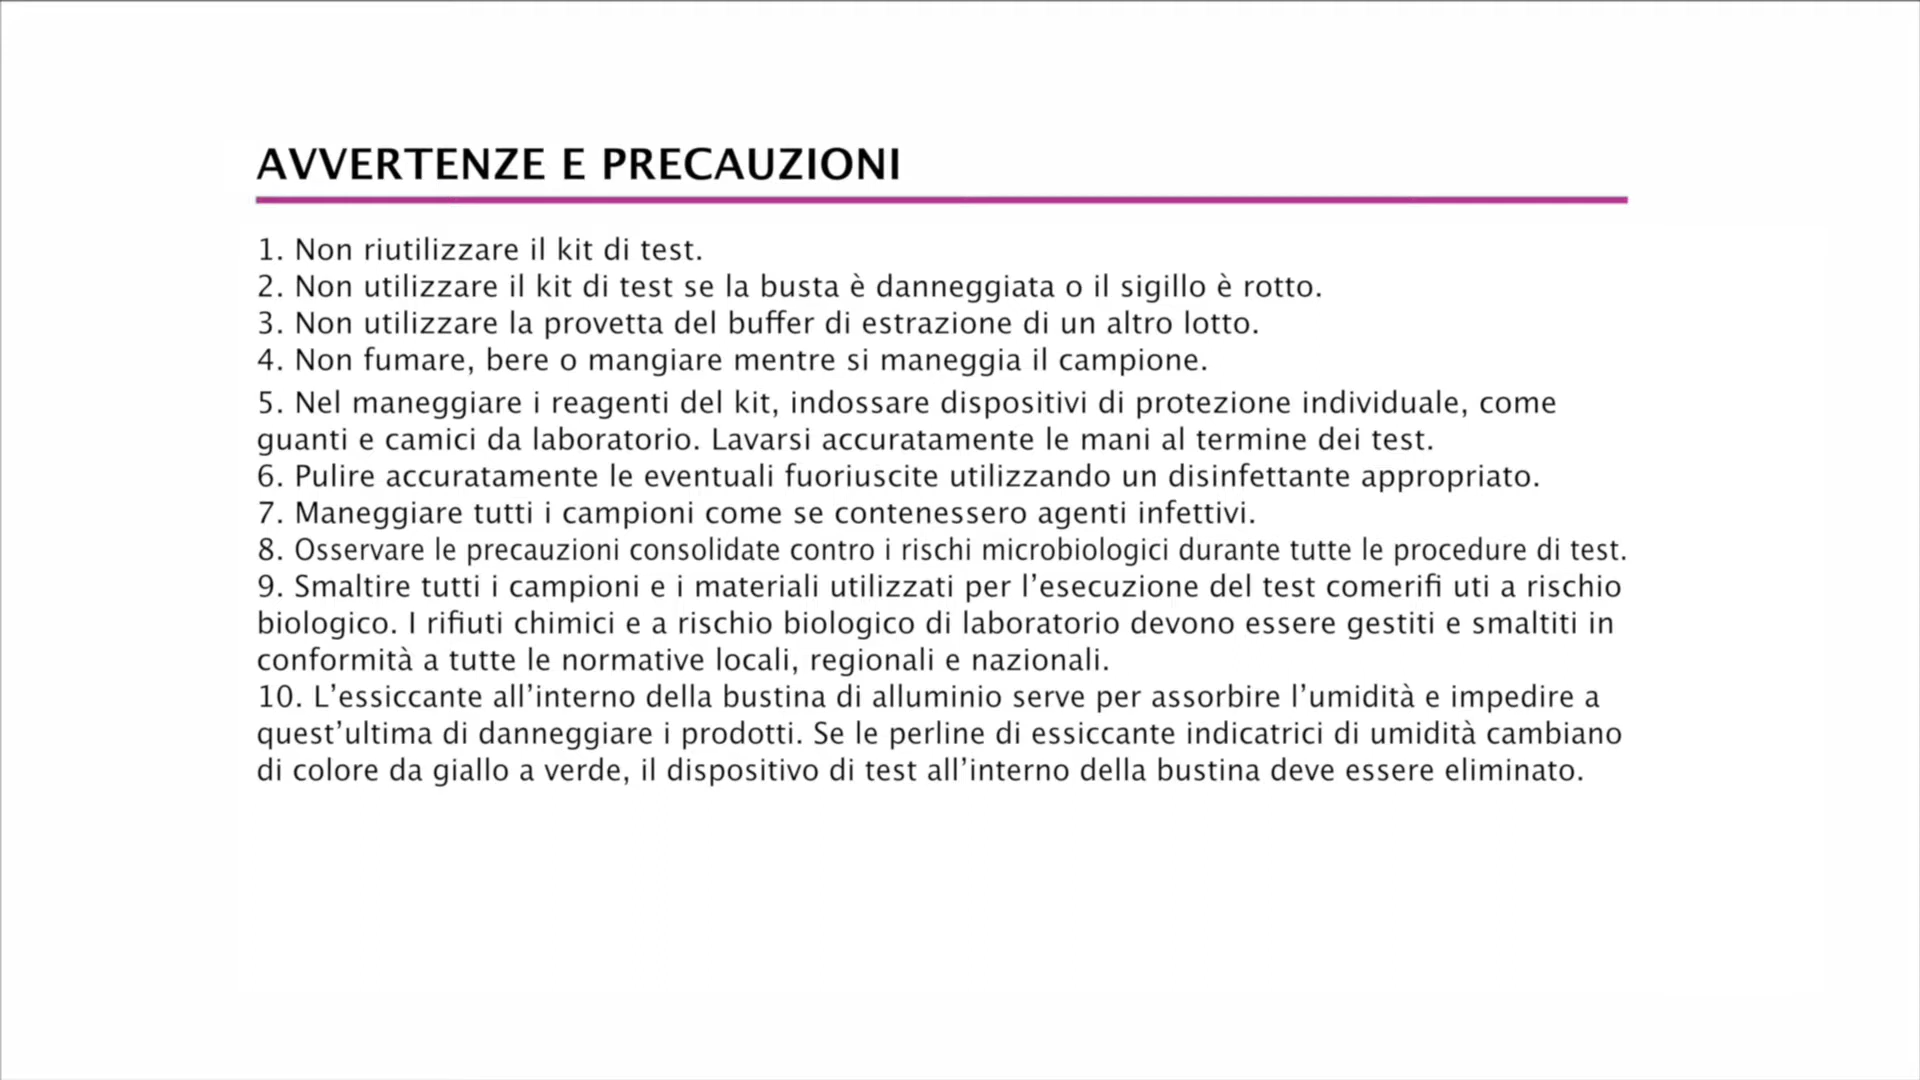 AVVERTENZE E PRECAUZIONI
1. Non riutilizzare il kit di test.
2. Non utilizzare il kit di test se la busta è danneggiata o il sigillo è rotto.
3. Non utilizzare la provetta del buffer di estrazione di un altro lotto.
4. Non fumare, bere o mangiare mentre si maneggia il campione.
5. Nel maneggiare i reagenti del kit, indossare dispositivi di protezione individuale, come
guanti e camici da laboratorio. Lavarsi accuratamente le mani al termine dei test.
6. Pulire accuratamente le eventuali fuoriuscite utilizzando un disinfettante appropriato.
7. Maneggiare tutti i campioni come se contenessero agenti infettivi.
8. Osservare le precauzioni consolidate contro i rischi microbiologici durante tutte le procedure di test.
9. Smaltire tutti i campioni e i materiali utilizzati per l’esecuzione del test comerifi uti a rischio
biologico. I rifiuti chimici e a rischio biologico di laboratorio devono essere gestiti e smaltiti in
conformità a tutte le normative locali, regionali e nazionali.
10. L’essiccante all’interno della bustina di alluminio serve per assorbire l’umidità e impedire a
quest’ultima di danneggiare i prodotti. Se le perline di essiccante indicatrici di umidità cambiano
di colore da giallo a verde, il dispositivo di test all’interno della bustina deve essere eliminato.